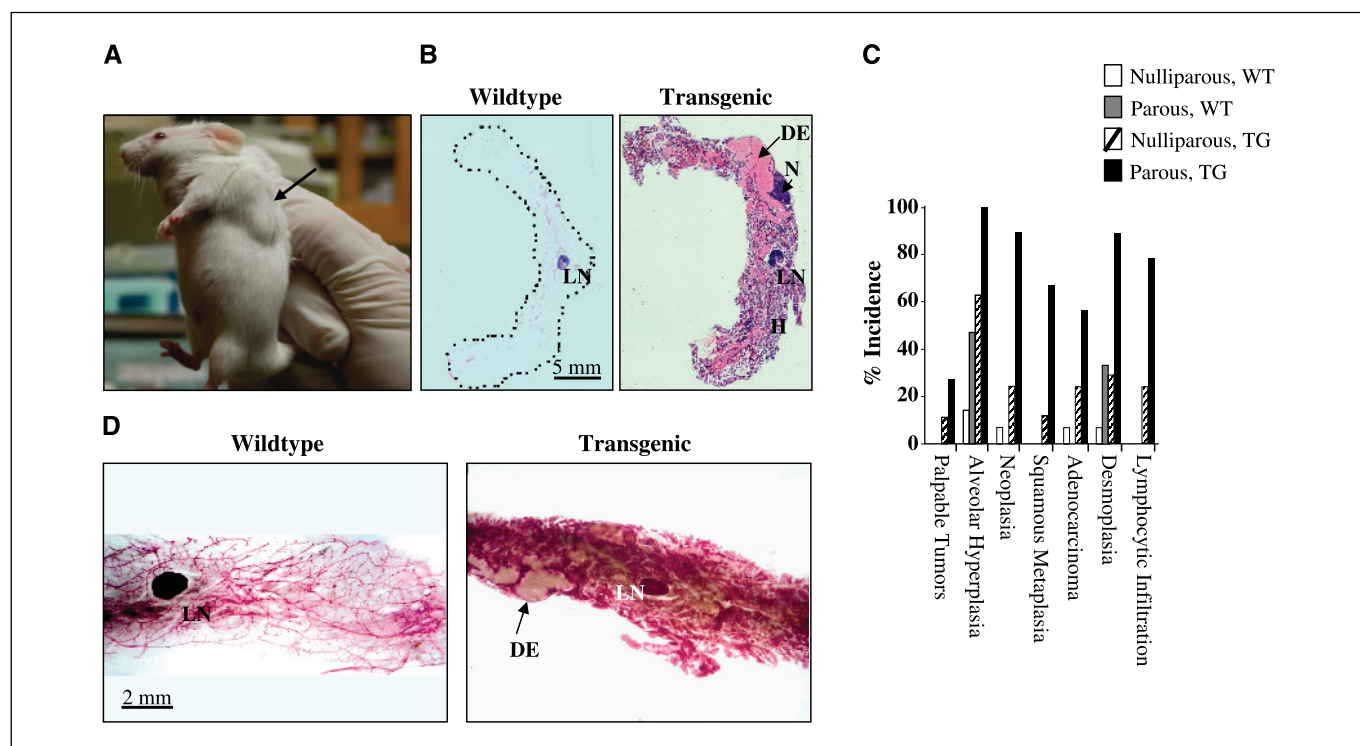 A
B
Wildtype
Transgenic
DE
N
LN
LN
H
5 mm
C
Nulliparous, WT
Parous, WT
Nulliparous, TG
Parous, TG
% Incidence
100
80
60
40
20
0
Palpable Tumors
Alveolar Hyperplasia
Neoplasia
Squamous Metaplasia
Adenocarcinoma
Desmoplasia
Lymphocytic Infiltration
D
Wildtype
Transgenic
LN
2 mm
LN
DE